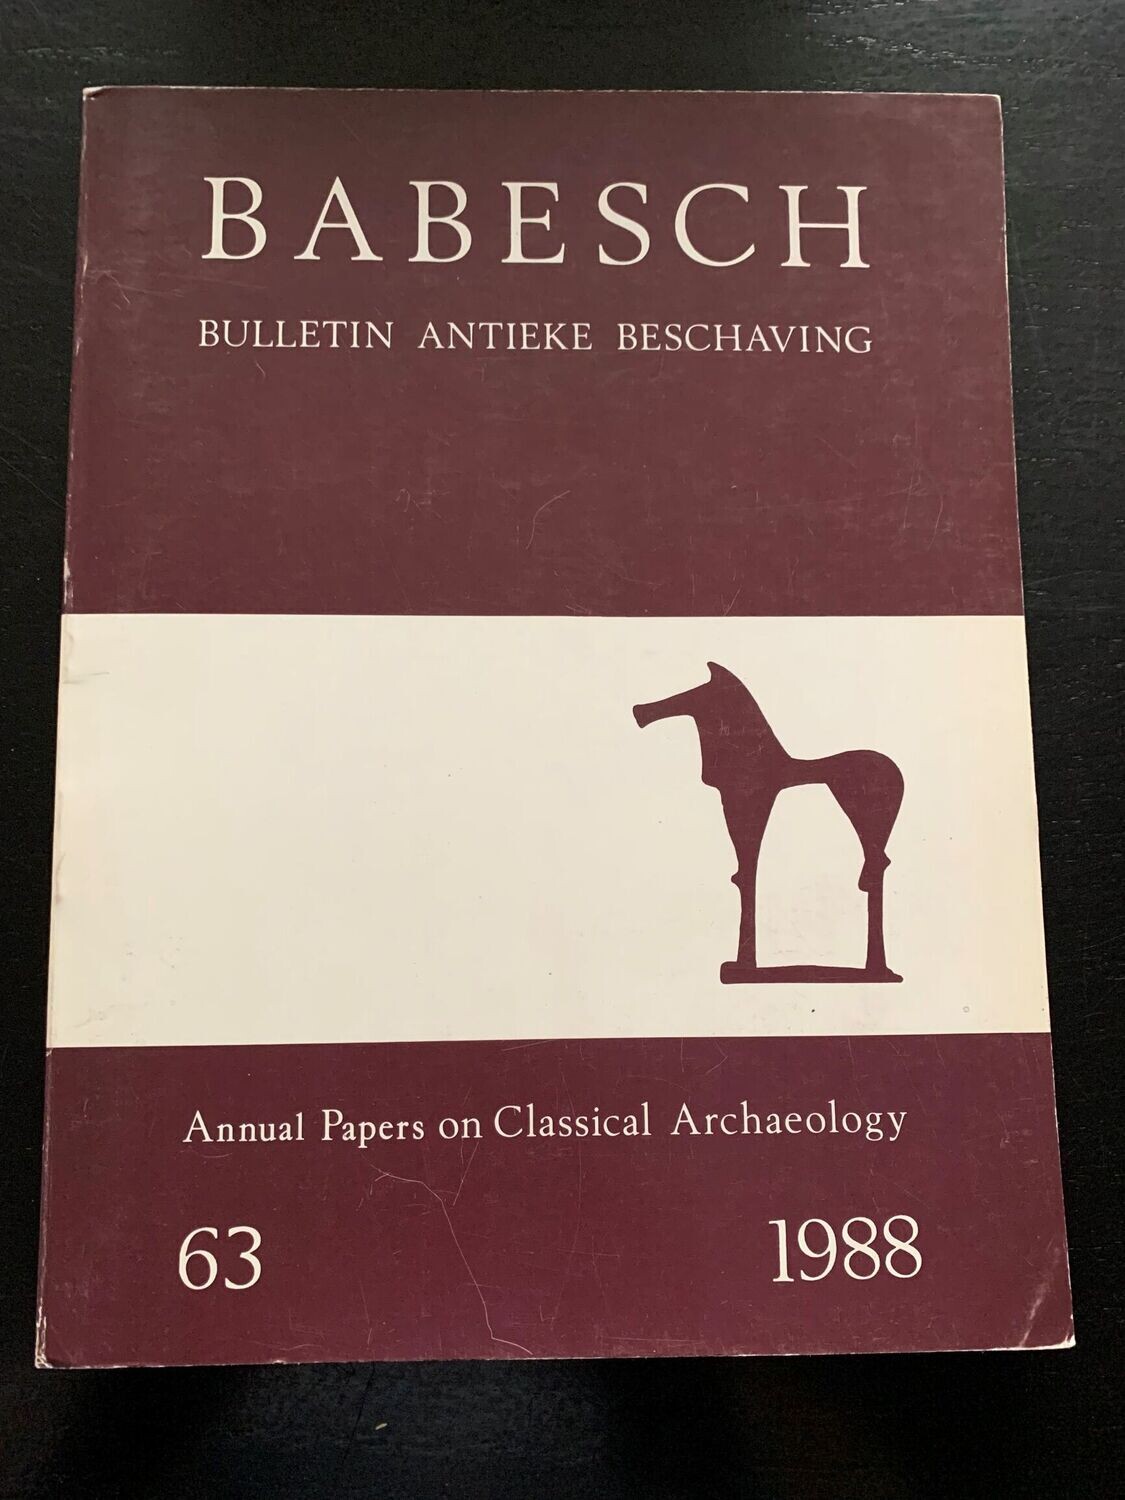 BABESCH
BULLETIN ANTIEKE BESCHAVING
Annual Papers on Classical Archaeology
63 1988